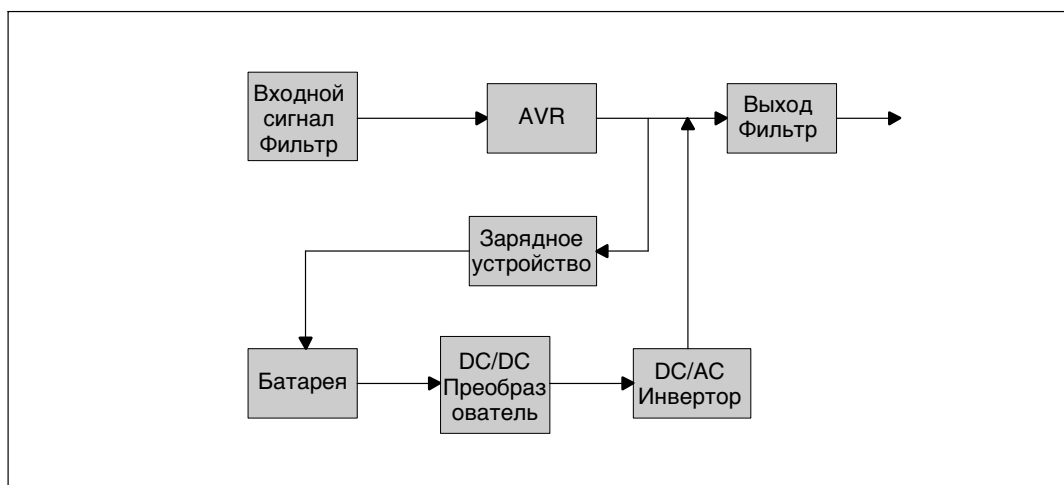 Входной
сигнал
Фильтр
AVR
Выход
Фильтр
Зарядное
устройство
Батарея
DC/DC
Преобраз
ователь
DC/AC
Инвертор